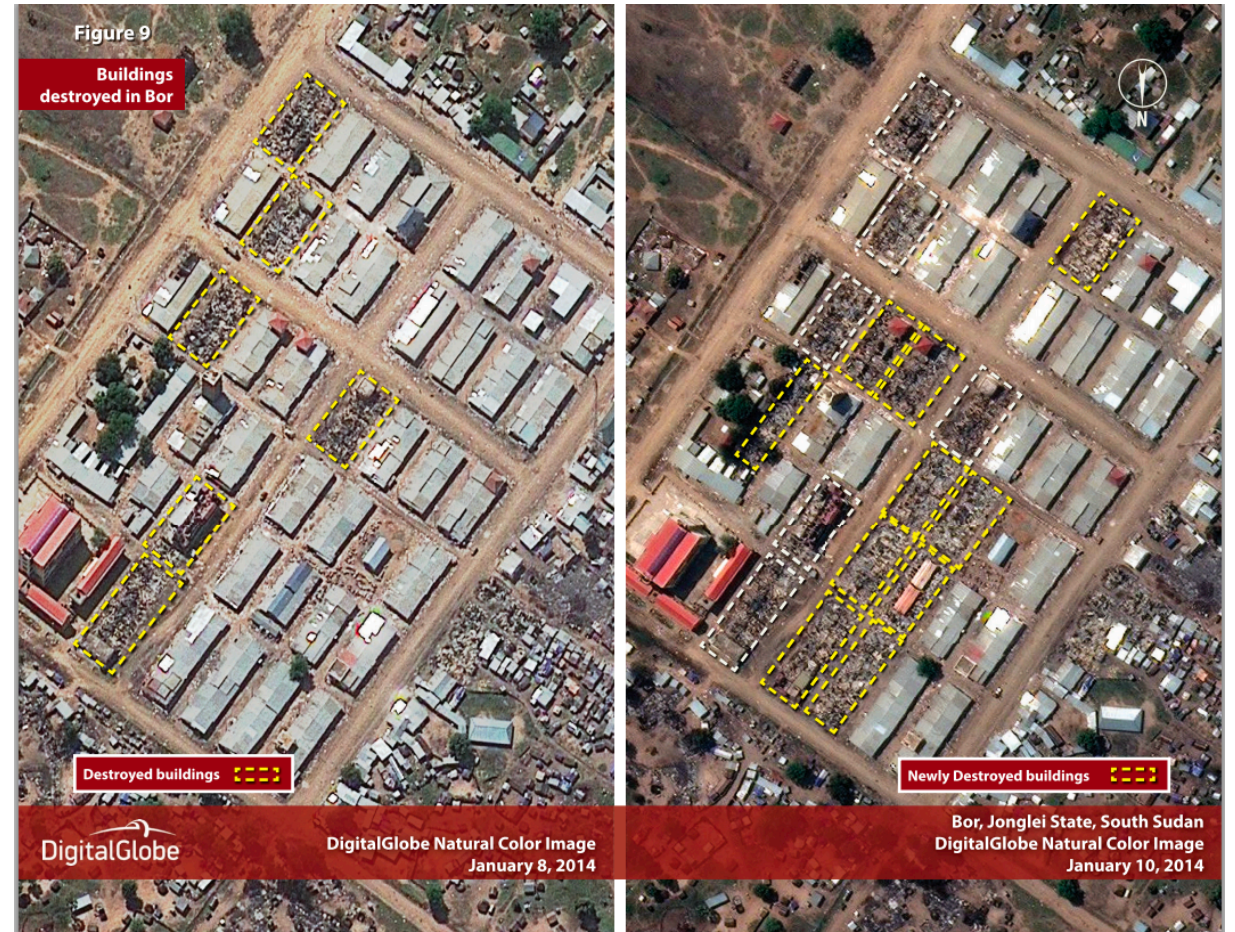 Figure 9
Buildings
destroyed in Bor
N
Destroyed buildings
Newly Destroyed buildings
DigitalGlobe
DigitalGlobe Natural Color Image
January 8, 2014
Bor, Jonglei State, South Sudan
DigitalGlobe Natural Color Image
January 10, 2014